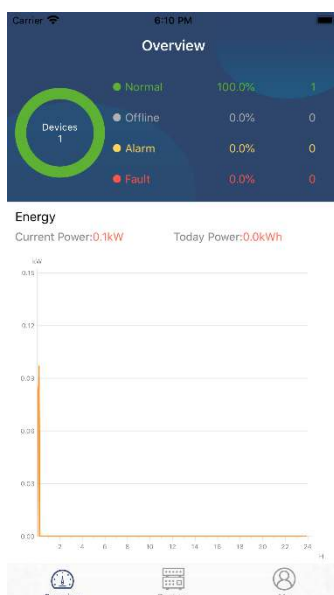 Carrier 6:10 PM
Overview
Devices
1
Normal 100.0% 1
Offline 0.0% 0
Alarm 0.0% 0
Fault 0.0% 0
Energy
Current Power:0.1kW Today Power:0.0kWh
kW
0.15
0.12
0.09
0.06
0.03
0.00
2 4 6 8 10 12 14 16 18 20 22 24
H